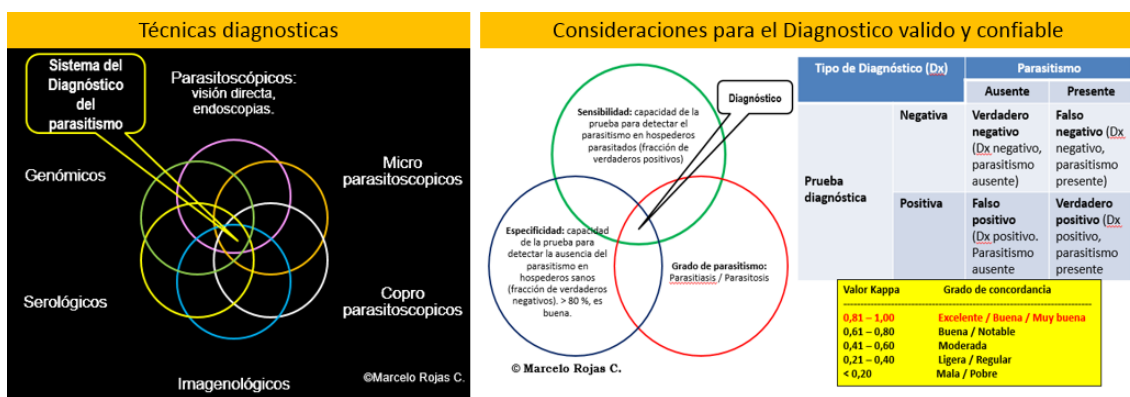 Técnicas diagnosticas
Sistema del
Diagnóstico
del
parasitismo
Parasitoscópicos:
visión directa,
endoscopias.
Genómicos
Micro
parasitoscopicos
Serológicos
Copro
parasitoscopicos
Imagenológicos
©Marcelo Rojas C.
Consideraciones para el Diagnostico valido y confiable
Diagnóstico
Sensibilidad: capacidad de la
prueba para detectar el
parasitismo en hospederos
parasitados (fracción de
verdaderos positivos)
Especificidad: capacidad
de la prueba para
detectar la ausencia del
parasitismo en
hospederos sanos
(fracción de verdaderos
negativos). > 80 %, es
buena.
Grado de parasitismo:
Parasitiasis / Parasitosis
© Marcelo Rojas C.
Tipo de Diagnóstico (Dx) Parasitismo
Ausente Presente
Prueba
diagnóstica
Negativa
Verdadero
negativo
(Dx negativo,
parasitismo
ausente)
Falso
negativo (Dx
negativo,
parasitismo
presente)
Positiva
Falso
positivo
(Dx positivo.
Parasitismo
ausente
Verdadero
positivo (Dx
positivo,
parasitismo
presente
Valor Kappa Grado de concordancia
0,81 – 1,00 Excelente / Buena / Muy buena
0,61 – 0,80 Buena / Notable
0,41 – 0,60 Moderada
0,21 – 0,40 Ligera / Regular
< 0,20 Mala / Pobre